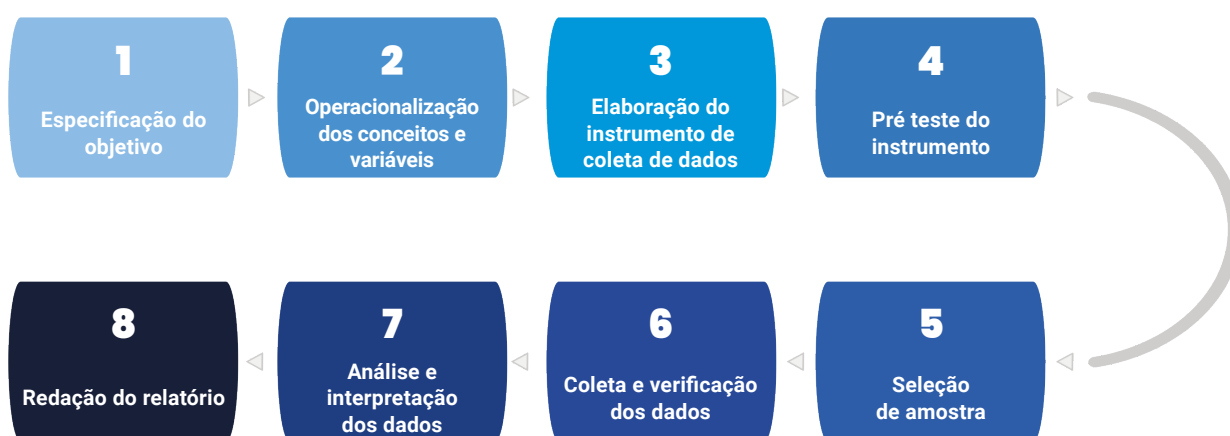 1
Especificação do
objetivo
2
Operacionalização
dos conceitos e
variáveis
3
Elaboração do
instrumento de
coleta de dados
4
Pré teste do
instrumento
5
Seleção
de amostra
6
Coleta e verificação
dos dados
7
Análise e
interpretação
dos dados
8
Redação do relatório